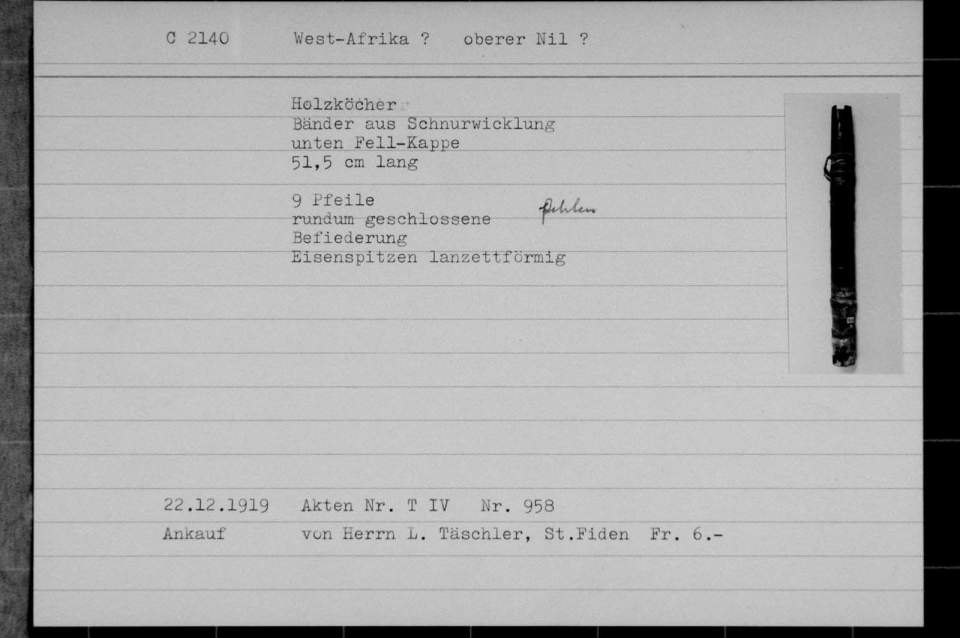 C 2140 West-Afrika ? oberer Nil ?
Holzköcher
Bänder aus Schnurwicklung
unten Fell-Kappe
51,5 cm lang
9 Pfeile
rundum geschlossene fehlen
Befiederung
Eisenspitzen lanzettförmig
22.12.1919 Akten Nr. T IV Nr. 958
Ankauf von Herrn L. Täschler, St.Fiden Fr. 6.-